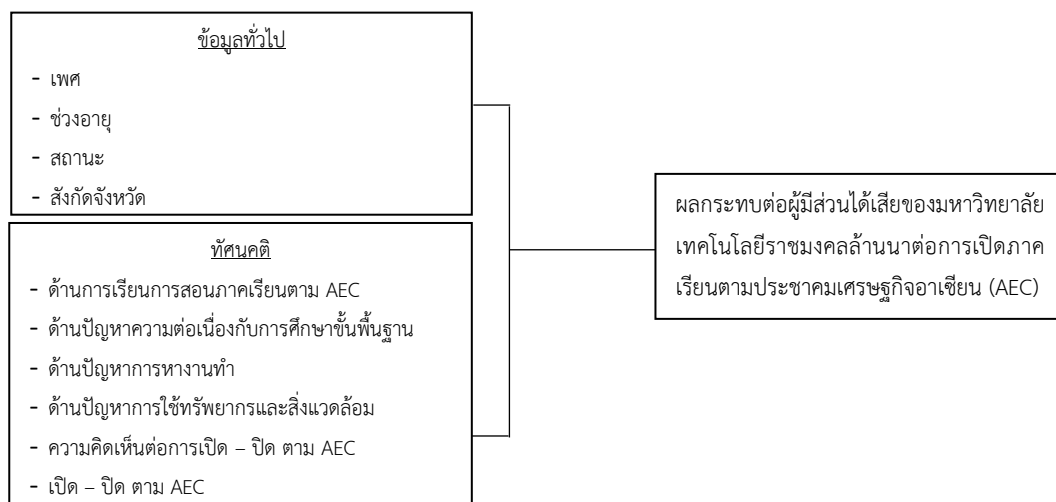 ข้อมูลทั่วไป
- เพศ
- ช่วงอายุ
- สถานะ
- สังกัดจังหวัด
ทัศนคติ
- ด้านการเรียนการสอนภาคเรียนตาม AEC
- ด้านปัญหาความต่อเนื่องกับการศึกษาขั้นพื้นฐาน
- ด้านปัญหาการหางานทำ
- ด้านปัญหาการใช้ทรัพยากรและสิ่งแวดล้อม
- ความคิดเห็นต่อการเปิด – ปิด ตาม AEC
- เปิด – ปิด ตาม AEC
ผลกระทบต่อผู้มีส่วนได้เสียของมหาวิทยาลัย
เทคโนโลยีราชมงคลล้านนาต่อการเปิดภาค
เรียนตามประชาคมเศรษฐกิจอาเซียน (AEC)